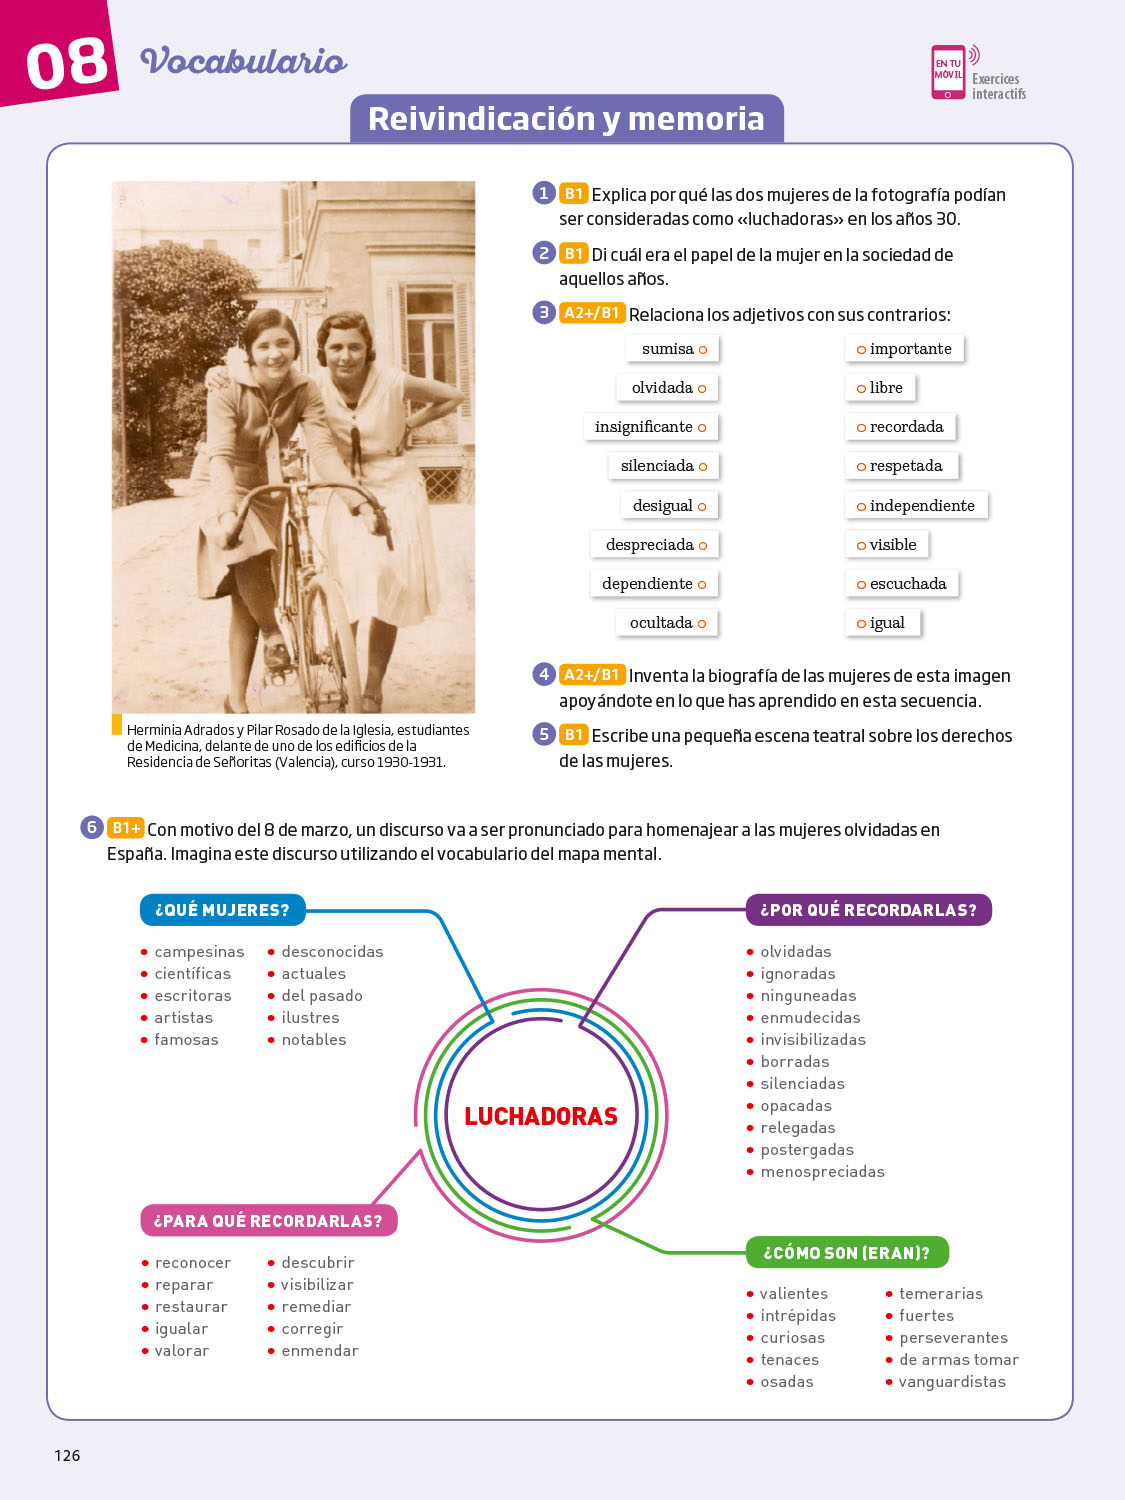 08
Vocabulario
EN TU
MÓVIL
Exercices
interactifs
Reivindicación y memoria
1 B1 Explica por qué las dos mujeres de la fotografía podían
ser consideradas como «luchadoras» en los años 30.
2 B1 Di cuál era el papel de la mujer en la sociedad de
aquellos años.
3 A2+/B1 Relaciona los adjetivos con sus contrarios:
sumisa
importante
olvidada
libre
insignificante
recordada
silenciada
respetada
desigual
independiente
despreciada
visible
dependiente
escuchada
ocultada
igual
4 A2+/B1 Inventa la biografía de las mujeres de esta imagen
apoyándote en lo que has aprendido en esta secuencia.
5 B1 Escribe una pequeña escena teatral sobre los derechos
de las mujeres.
Herminia Adrados y Pilar Rosado de la Iglesia, estudiantes
de Medicina, delante de uno de los edificios de la
Residencia de Señoritas (Valencia), curso 1930-1931.
6 B1+ Con motivo del 8 de marzo, un discurso va a ser pronunciado para homenajear a las mujeres olvidadas en
España. Imagina este discurso utilizando el vocabulario del mapa mental.
¿QUÉ MUJERES?
• campesinas
• científicas
• escritoras
• artistas
• famosas
• desconocidas
• actuales
• del pasado
• ilustres
• notables
¿POR QUÉ RECORDARLAS?
• olvidadas
• ignoradas
• ninguneadas
• enmudecidas
• invisibilizadas
• borradas
• silenciadas
• opacadas
• relegadas
• postergadas
• menospreciadas
LUCHADORAS
¿PARA QUÉ RECORDARLAS?
• reconocer
• reparar
• restaurar
• igualar
• valorar
• descubrir
• visibilizar
• remediar
• corregir
• enmendar
¿CÓMO SON (ERAN)?
• valientes
• intrépidas
• curiosas
• tenaces
• osadas
• temerarias
• fuertes
• perseverantes
• de armas tomar
• vanguardistas
126